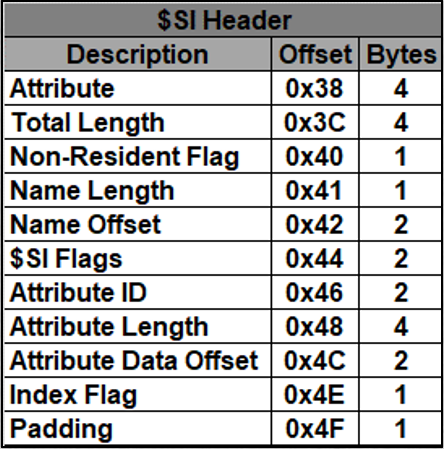 $SI Header
Description Offset Bytes
Attribute 0x38 4
Total Length 0x3C 4
Non-Resident Flag 0x40 1
Name Length 0x41 1
Name Offset 0x42 2
$SI Flags 0x44 2
Attribute ID 0x46 2
Attribute Length 0x48 4
Attribute Data Offset 0x4C 2
Index Flag 0x4E 1
Padding 0x4F 1